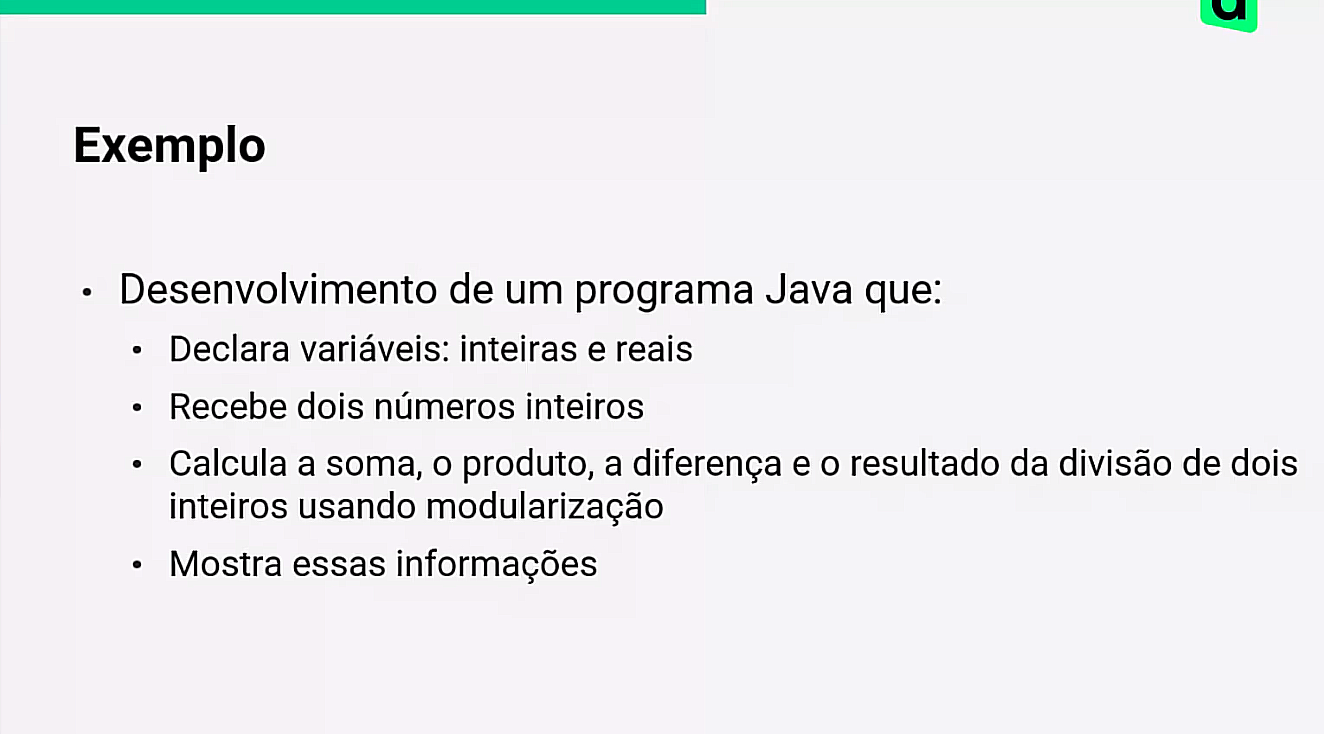 Exemplo
• Desenvolvimento de um programa Java que:
• Declara variáveis: inteiras e reais
• Recebe dois números inteiros
• Calcula a soma, o produto, a diferença e o resultado da divisão de dois
inteiros usando modularização
• Mostra essas informações